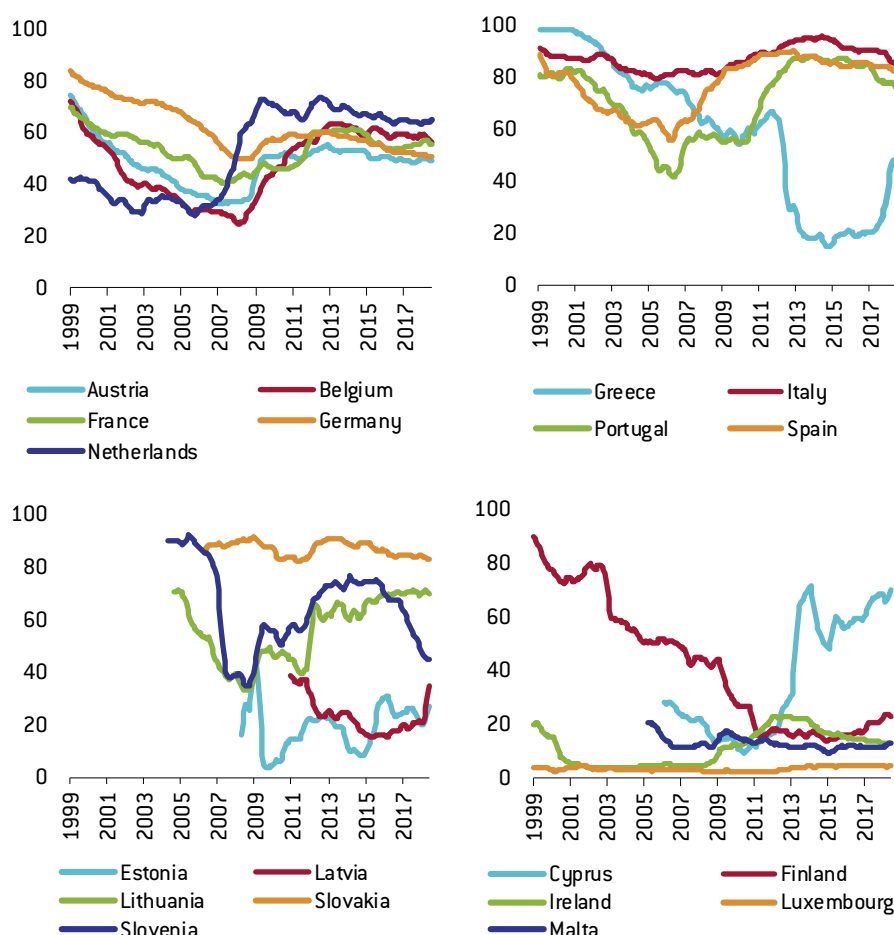 100
80
60
40
20
0
1999 2001 2003 2005 2007 2009 2011 2013 2015 2017
Austria Belgium
France Germany
Netherlands
100
80
60
40
20
0
1999 2001 2003 2005 2007 2009 2011 2013 2015 2017
Greece Italy
Portugal Spain
100
80
60
40
20
0
1999 2001 2003 2005 2007 2009 2011 2013 2015 2017
Estonia Latvia
Lithuania Slovakia
Slovenia
100
80
60
40
20
0
1999 2001 2003 2005 2007 2009 2011 2013 2015 2017
Cyprus Finland
Ireland Luxembourg
Malta